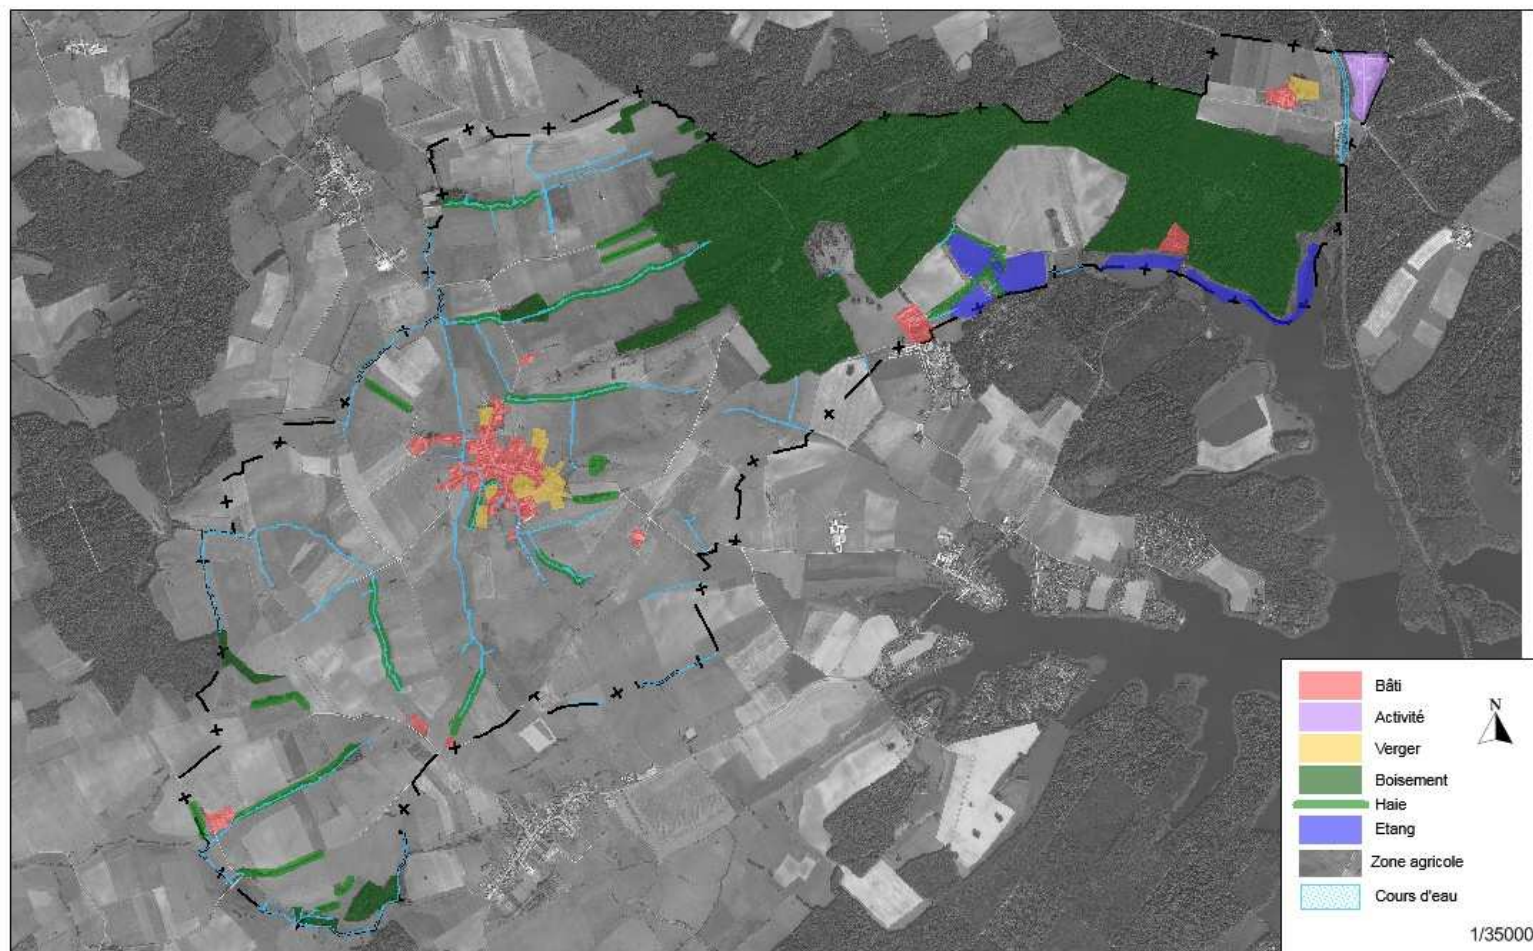 Bâti
Activité
N
Verger
Boisement
Haie
Etang
Zone agricole
Cours d'eau
1/35000